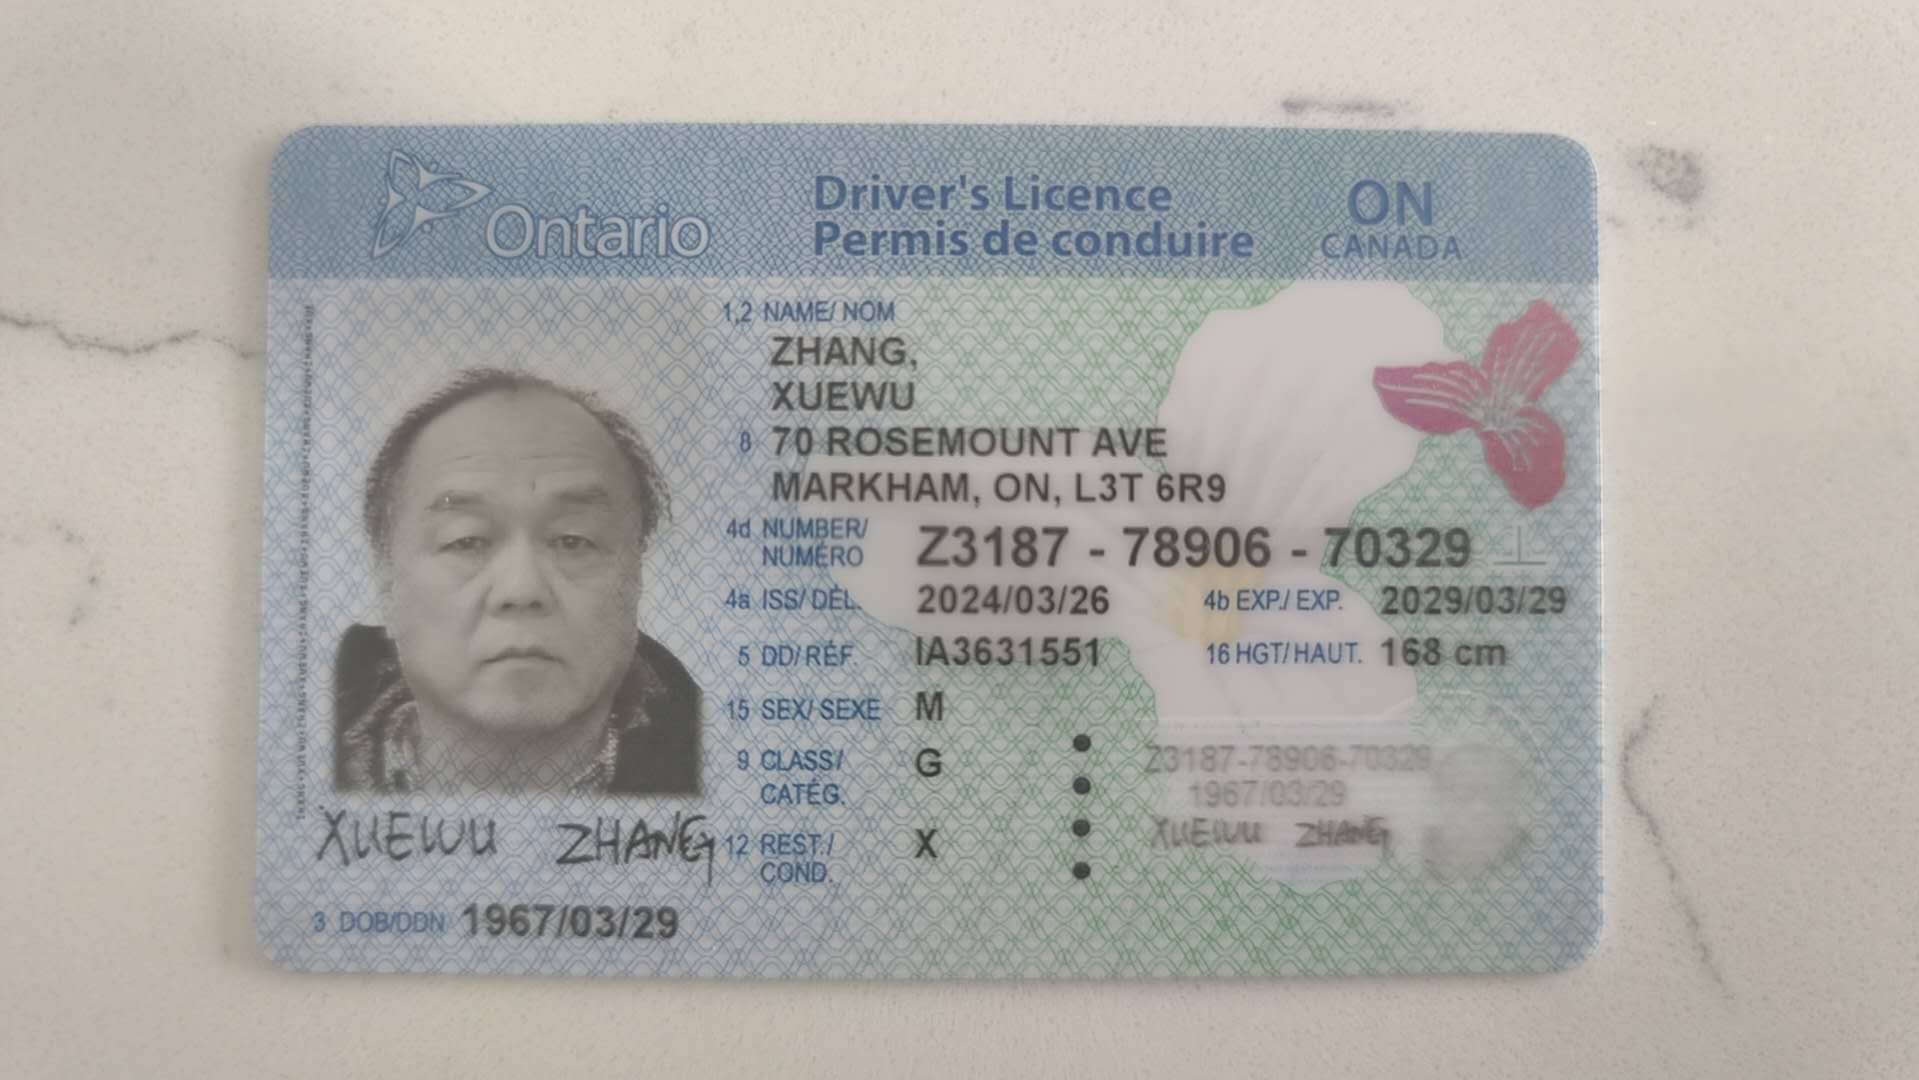 Ontario
Driver's Licence
Permis de conduire
ON
CANADA
1,2 NAME/ NOM
ZHANG,
XUEWU
8 70 ROSEMOUNT AVE
MARKHAM, ON, L3T 6R9
4d NUMBER/ NUMÉRO Z3187 - 78906 - 70329
4a ISS/ DÉL. 2024/03/26 4b EXP./ EXP. 2029/03/29
5 DD/ RÉF. IA3631551 16 HGT/ HAUT. 168 cm
15 SEX/ SEXE M
9 CLASS/ CATÉG. G
12 REST./ COND. X
Z3187-78906-70329
1967/03/29
XUEWU ZHANG
XUEWU ZHANG
3 DOB/DDN 1967/03/29